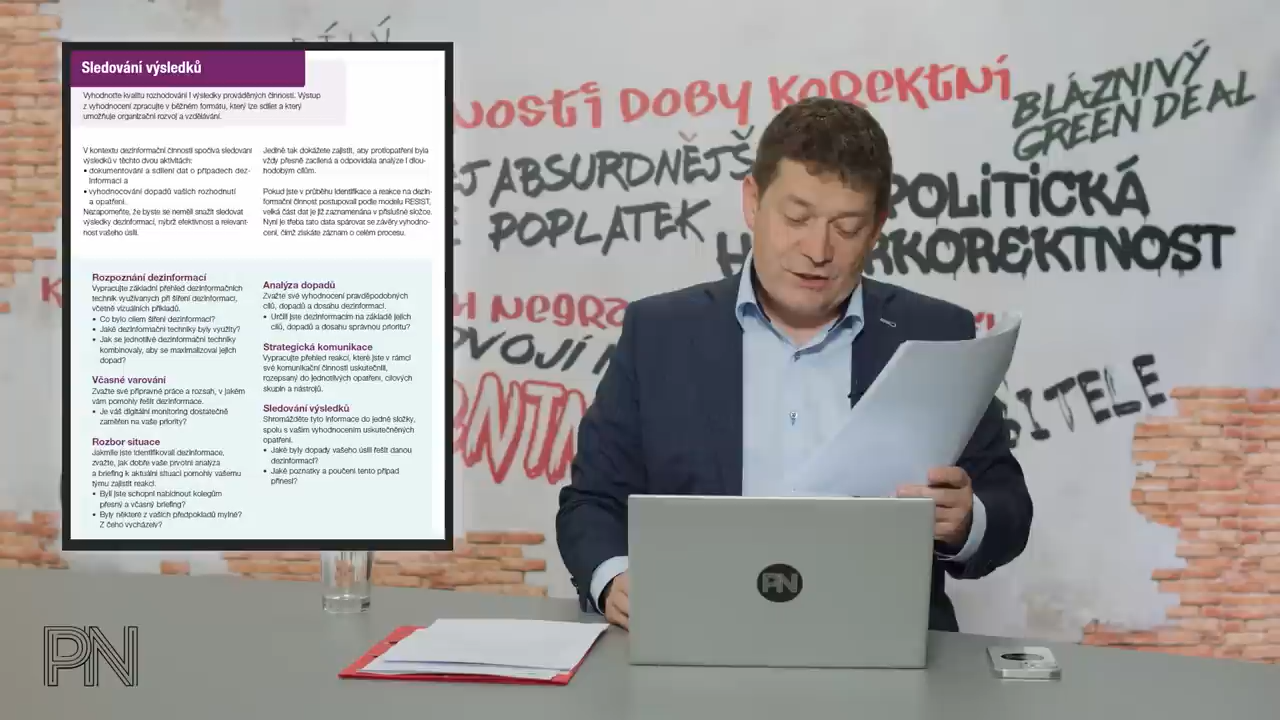 Sledování výsledků
Vyhodnoťte kvalitu rozhodování i výsledky prováděných činností. Výstup
z vyhodnocení zpracujte v běžném formátu, který lze sdílet a který
umožňuje organizační rozvoj a vzdělávání.
V kontextu dezinformační činnosti spočívá sledování
výsledků v těchto dvou aktivitách:
• dokumentování a sdílení dat o případech dez-
informací a
• vyhodnocování dopadů vašich rozhodnutí
a opatření.
Nezapomeňte, že byste se neměli snažit sledovat
výsledky dezinformací, nýbrž efektivnost a relevant-
nost vašeho úsilí.
Jedině tak dokážete zajistit, aby protiopatření byla
vždy přesně zacílená a odpovídala analýze i dlou-
hodobým cílům.
Pokud jste v průběhu identifikace a reakce na dezin-
formační činnost postupovali podle modelu RESIST,
velká část dat je již zaznamenána v příslušné složce.
Nyní je třeba tato data spárovat se závěry vyhodno-
cení, čímž získáte záznam o celém procesu.
Rozpoznání dezinformací
Vypracujte základní přehled dezinformačních
technik využívaných při šíření dezinformací,
včetně vizuálních příkladů.
• Co bylo cílem šíření dezinformací?
• Jaké dezinformační techniky byly využity?
• Jak se jednotlivé dezinformační techniky
kombinovaly, aby se maximalizoval jejich
dopad?
Včasné varování
Zvažte své přípravné práce a rozsah, v jakém
vám pomohly řešit dezinformace.
• Je váš digitální monitoring dostatečně
zaměřen na vaše priority?
Rozbor situace
Jakmile jste identifikovali dezinformace,
zvažte, jak dobře vaše prvotní analýza
a briefing k aktuální situaci pomohly vašemu
týmu zajistit reakci.
• Byli jste schopni nabídnout kolegům
přesný a včasný briefing?
• Byly některé z vašich předpokladů mylné?
Z čeho vycházely?
Analýza dopadů
Zvažte své vyhodnocení pravděpodobných
cílů, dopadů a dosahu dezinformací.
• Určili jste dezinformacím na základě jejich
cílů, dopadů a dosahu správnou prioritu?
Strategická komunikace
Vypracujte přehled reakcí, které jste v rámci
své komunikační činnosti uskutečnili,
rozepsaný do jednotlivých opatření, cílových
skupin a nástrojů.
Sledování výsledků
Shromážděte tyto informace do jedné složky,
spolu s vaším vyhodnocením uskutečněných
opatření.
• Jaké byly dopady vašeho úsilí řešit danou
dezinformaci?
• Jaké poznatky a poučení tento případ
přinesl?
NOSTI DOBY KOREKTNÍ
BLÁZNIVÝ
GREEN DEAL
EJ ABSURDNĚJŠ
POPLATEK
POLITICKÁ
H RKOREKTNOST
H NEGRA
DVOJÍ
ANTM
SITELE
PN
PN